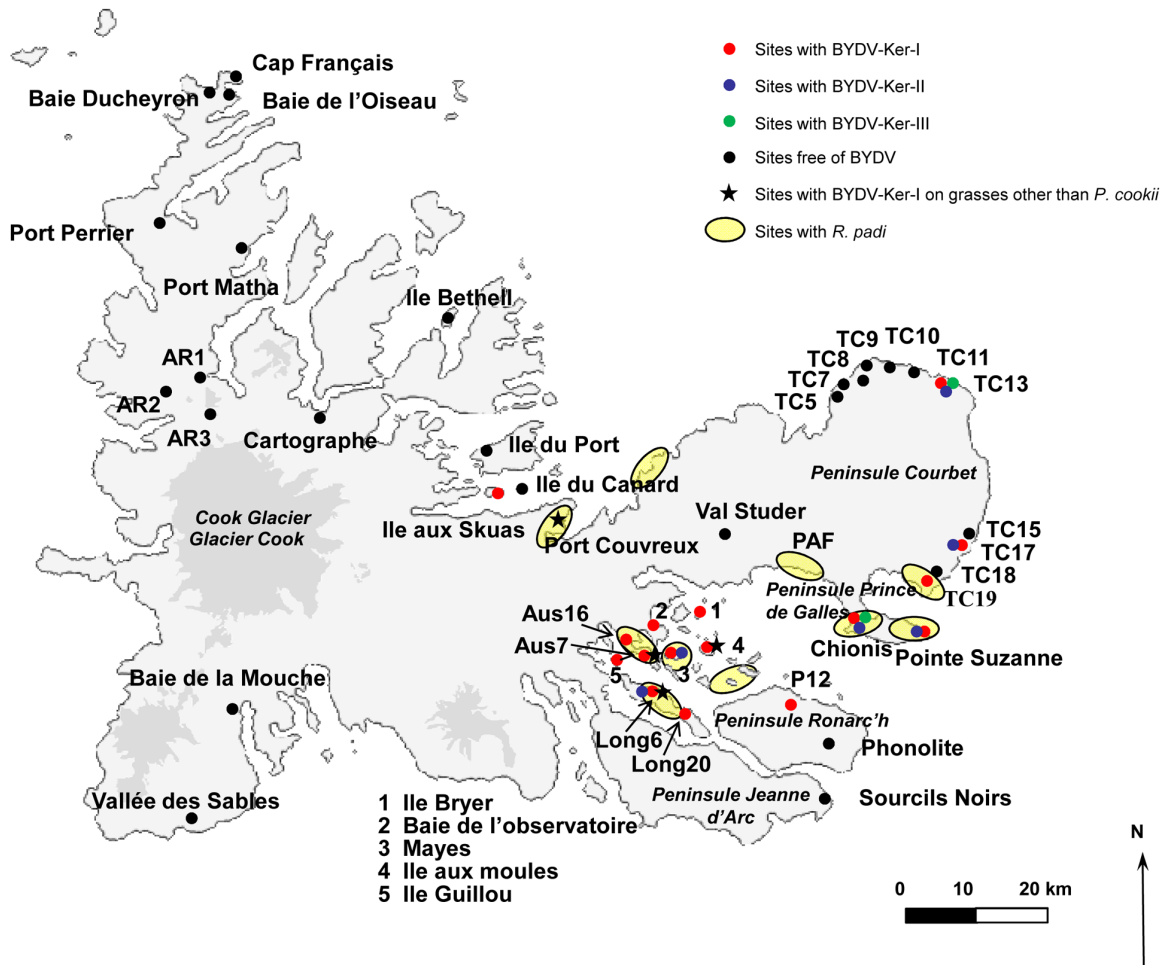 Cap Français
Baie Ducheyron
Baie de l’Oiseau
Sites with BYDV-Ker-I
Sites with BYDV-Ker-II
Sites with BYDV-Ker-III
Sites free of BYDV
Sites with BYDV-Ker-I on grasses other than P. cookii
Sites with R. padi
Port Perrier
Port Matha
Ile Bethell
AR1
AR2
AR3
Cartographe
TC9
TC10
TC8
TC11
TC7
TC13
TC5
Ile du Port
Peninsule Courbet
Ile du Canard
Cook Glacier
Glacier Cook
Ile aux Skuas
Port Couvreux
Val Studer
PAF
TC15
TC17
TC18
TC19
Peninsule Prince
de Galles
Aus16
2
1
Aus7
4
5
3
Chionis
Pointe Suzanne
Baie de la Mouche
P12
Peninsule Ronarc’h
Long6
Long20
Phonolite
Vallée des Sables
Peninsule Jeanne
d’Arc
Sourcils Noirs
1 Ile Bryer
2 Baie de l’observatoire
3 Mayes
4 Ile aux moules
5 Ile Guillou
N
0 10 20 km